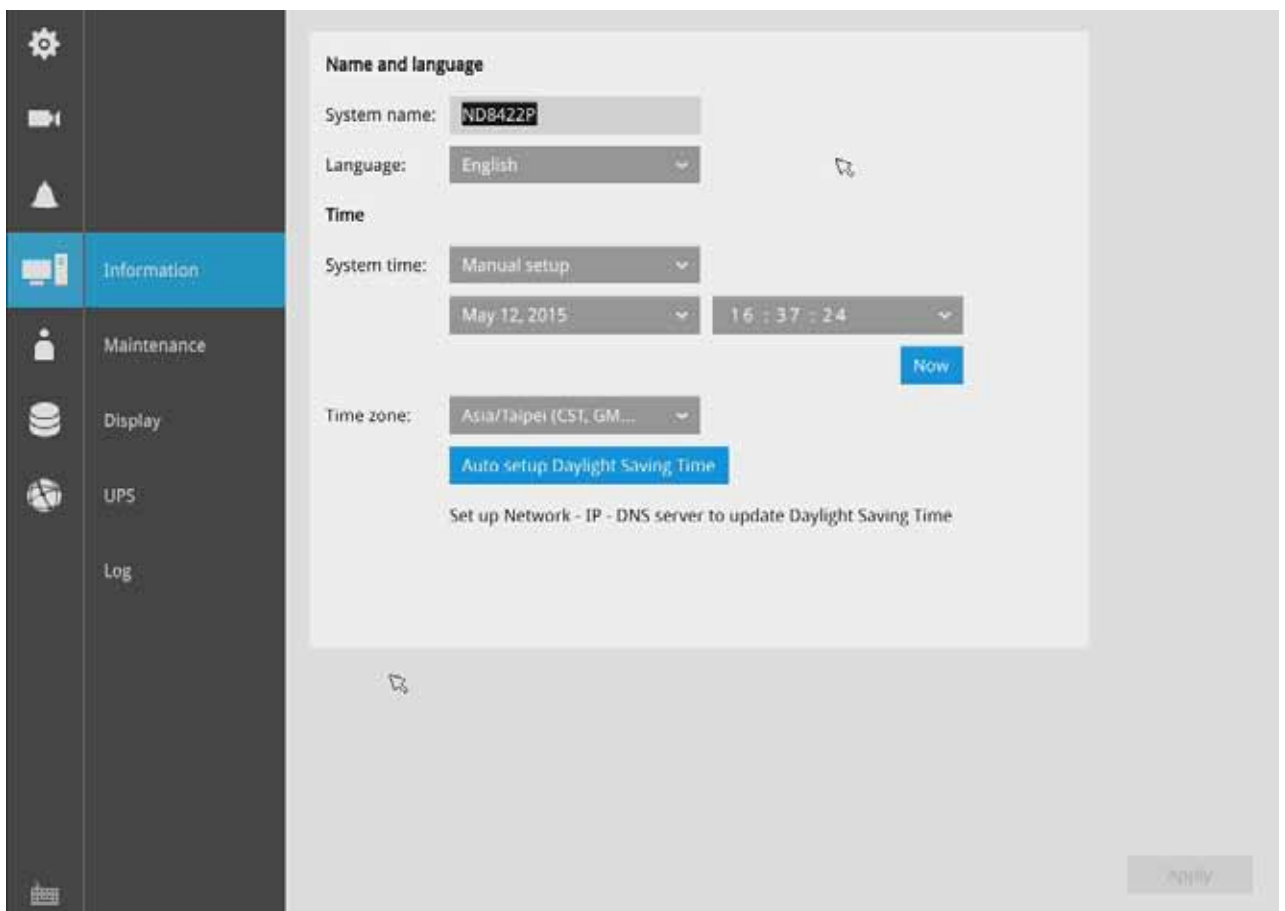 Name and language
System name: ND8422P
Language: English
Time
Information
System time: Manual setup
May 12, 2015 16 : 37 : 24
Maintenance
Now
Display
Time zone: Asia/Taipei (CST, GM...
Auto setup Daylight Saving Time
UPS
Set up Network - IP - DNS server to update Daylight Saving Time
Log
Apply